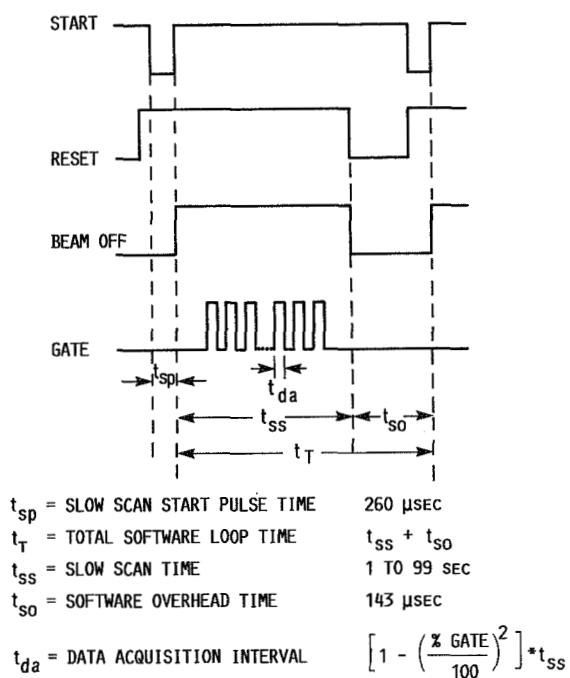 START
RESET
BEAM OFF
GATE
tsp
tda
tss
tso
tT
tsp = SLOW SCAN START PULSE TIME 260 µSEC
tT = TOTAL SOFTWARE LOOP TIME tss + tso
tss = SLOW SCAN TIME 1 TO 99 SEC
tso = SOFTWARE OVERHEAD TIME 143 µSEC
tda = DATA ACQUISITION INTERVAL [1 - (% GATE / 100)²]*tss